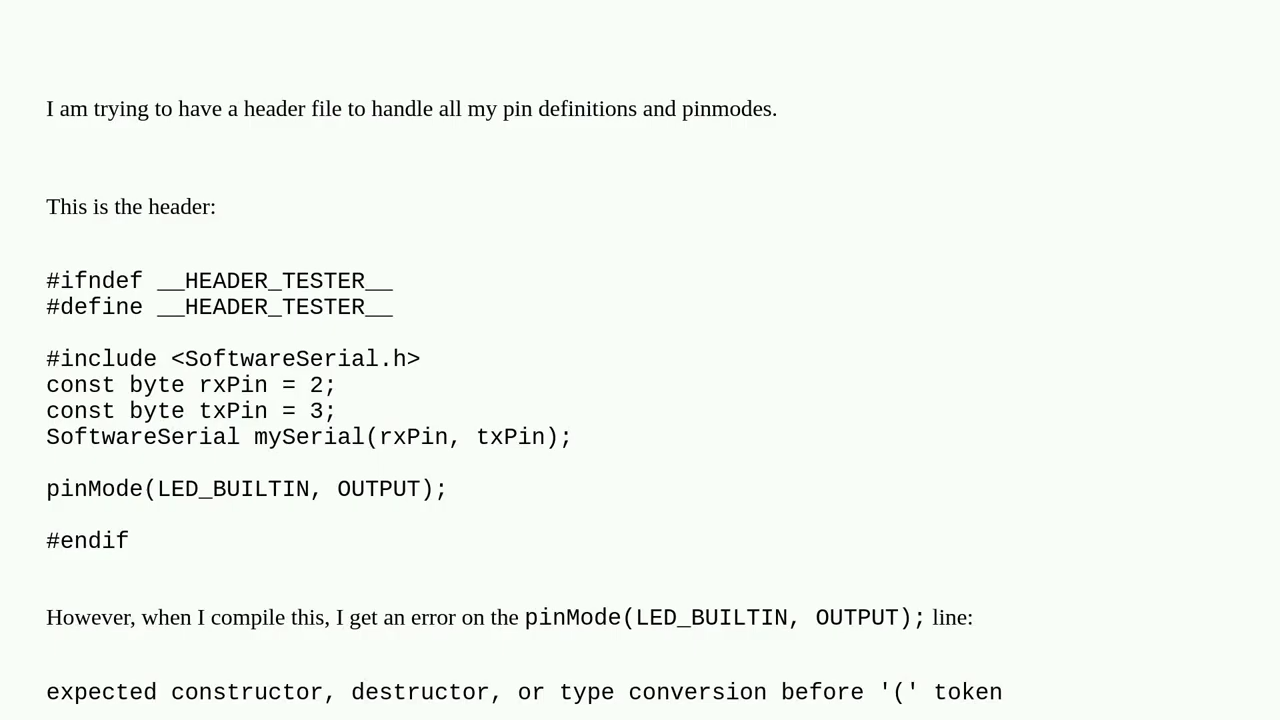 I am trying to have a header file to handle all my pin definitions and pinmodes.
This is the header:
#ifndef __HEADER_TESTER__
#define __HEADER_TESTER__
#include <SoftwareSerial.h>
const byte rxPin = 2;
const byte txPin = 3;
SoftwareSerial mySerial(rxPin, txPin);
pinMode(LED_BUILTIN, OUTPUT);
#endif
However, when I compile this, I get an error on the pinMode(LED_BUILTIN, OUTPUT); line:
expected constructor, destructor, or type conversion before '(' token